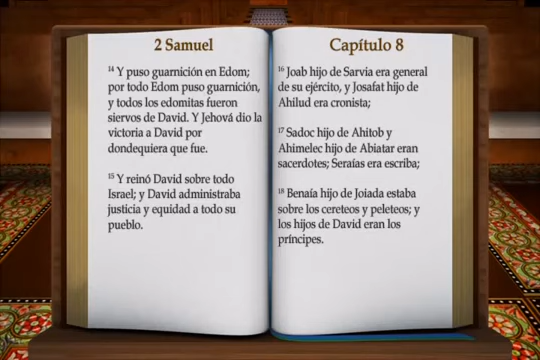 2 Samuel
14 Y puso guarnición en Edom;
por todo Edom puso guarnición,
y todos los edomitas fueron
siervos de David. Y Jehová dio la
victoria a David por
dondequiera que fue.
15 Y reinó David sobre todo
Israel; y David administraba
justicia y equidad a todo su
pueblo.
Capítulo 8
16 Joab hijo de Sarvia era general
de su ejército, y Josafat hijo de
Ahilud era cronista;
17 Sadoc hijo de Ahitob y
Ahimelec hijo de Abiatar eran
sacerdotes; Seraías era escriba;
18 Benaía hijo de Joiada estaba
sobre los cereteos y peleteos; y
los hijos de David eran los
príncipes.